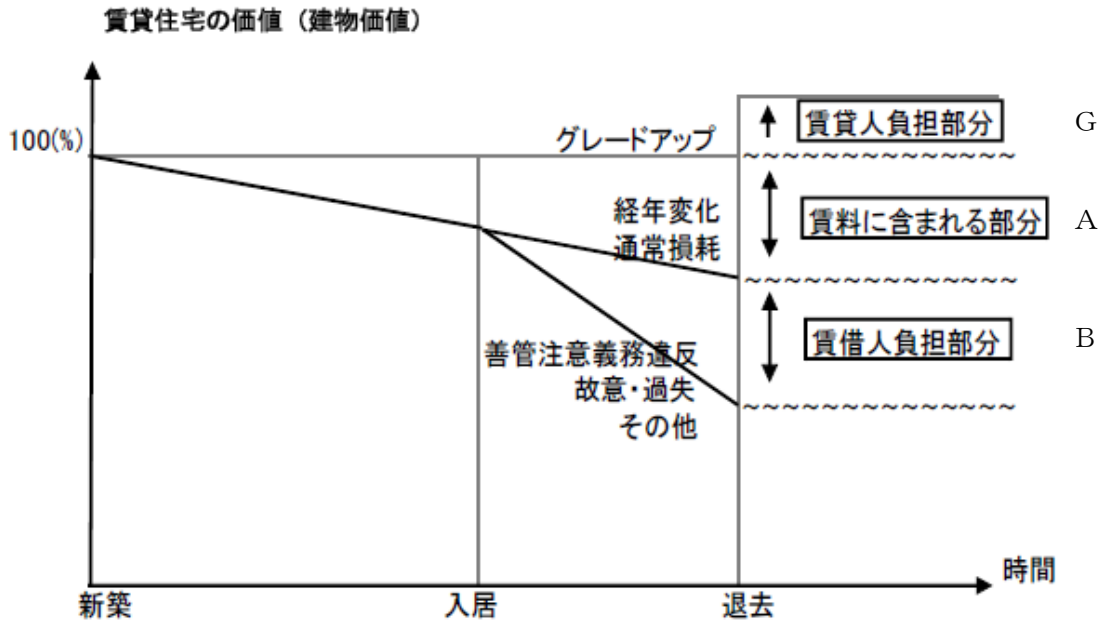 賃貸住宅の価値（建物価値）
100(%)
グレードアップ
賃貸人負担部分
G
経年変化
通常損耗
賃料に含まれる部分
A
善管注意義務違反
故意・過失
その他
賃借人負担部分
B
時間
新築
入居
退去